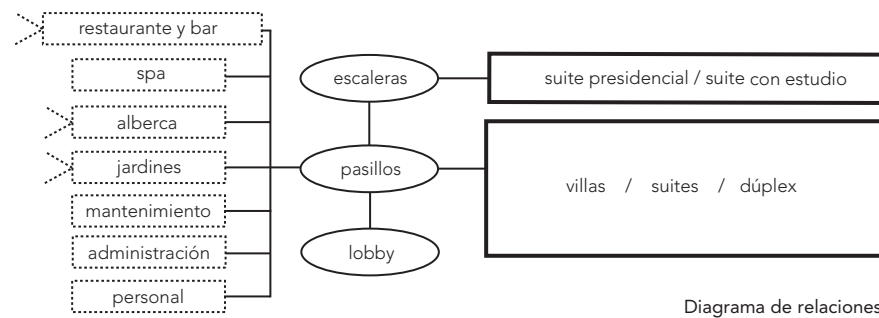 restaurante y bar
spa
alberca
jardines
mantenimiento
administración
personal
escaleras
pasillos
lobby
suite presidencial / suite con estudio
villas / suites / dúplex
Diagrama de relaciones